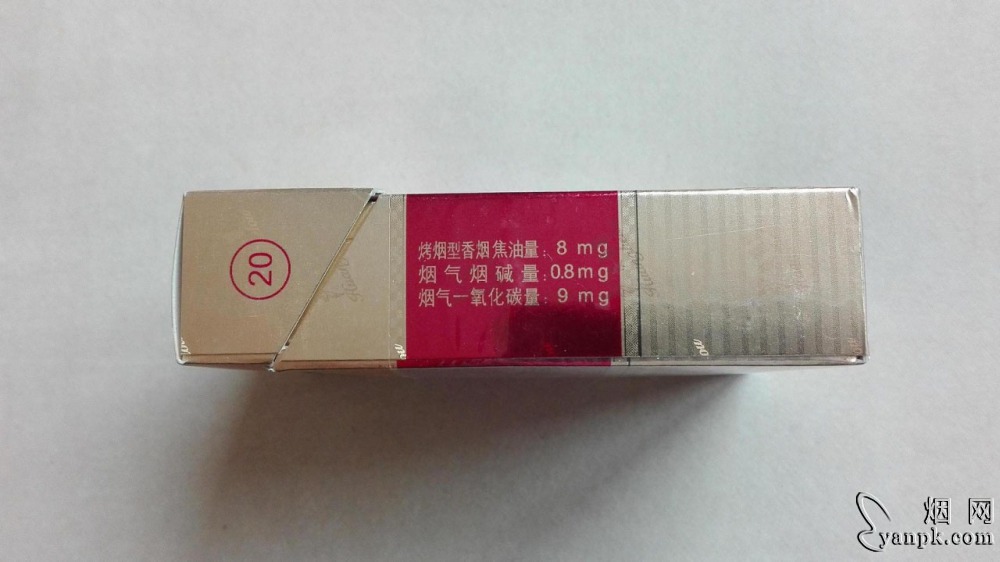 20
烤烟型香烟焦油量：8 mg
烟气烟碱量：0.8mg
烟气一氧化碳量：9 mg
烟网
yanpk.com